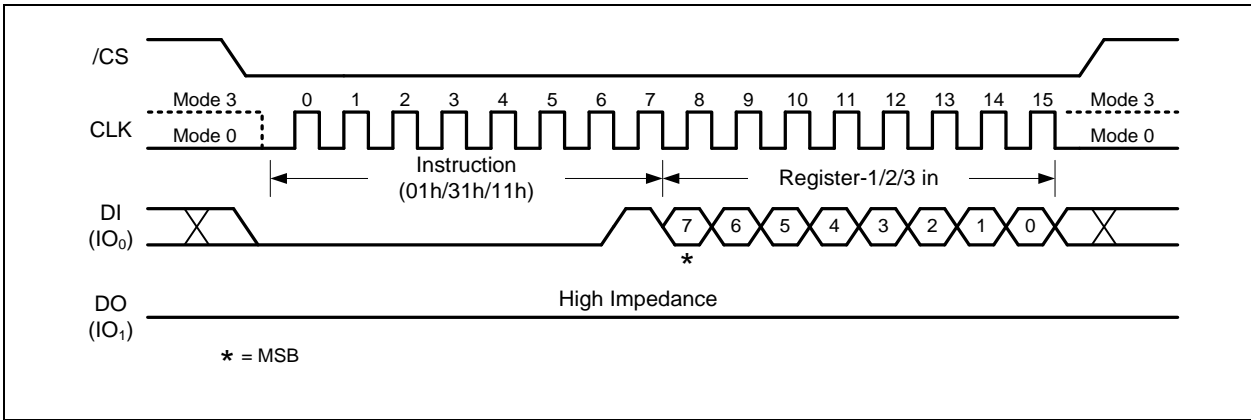 /CS
Mode 3 0 1 2 3 4 5 6 7 8 9 10 11 12 13 14 15 Mode 3
CLK
Mode 0 Mode 0
Instruction
(01h/31h/11h)
Register-1/2/3 in
DI
(IO₀)
7 6 5 4 3 2 1 0
*
High Impedance
DO
(IO₁)
* = MSB